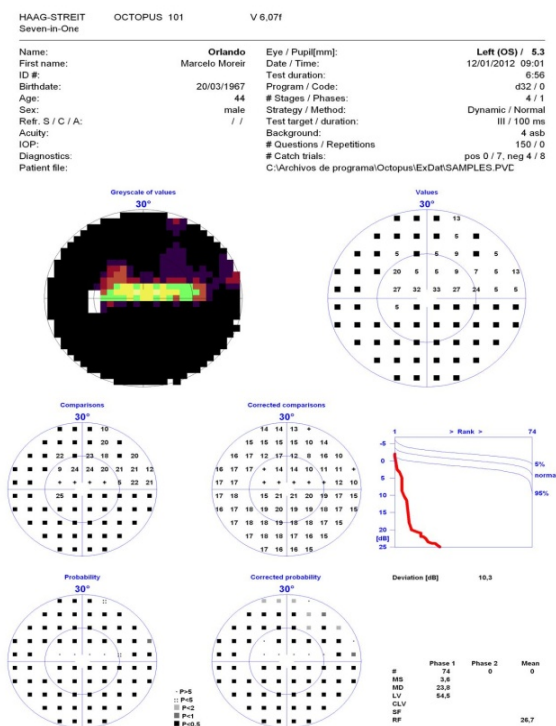 HAAG-STREIT OCTOPUS 101 V 6,07f
Seven-in-One
Name: Orlando
First name: Marcelo Moreir
ID #:
Birthdate: 20/03/1967
Age: 44
Sex: male
Refr. S / C / A: / /
Acuity:
IOP:
Diagnostics:
Patient file:
Eye / Pupil[mm]: Left (OS) / 5.3
Date / Time: 12/01/2012 09:01
Test duration: 6:56
Program / Code: d32 / 0
# Stages / Phases: 4 / 1
Strategy / Method: Dynamic / Normal
Test target / duration: III / 100 ms
Background: 4 asb
# Questions / Repetitions 150 / 0
# Catch trials: pos 0 / 7, neg 4 / 8
C:\Archivos de programa\Octopus\ExDat\SAMPLES.PVD
Greyscale of values
30°
Values
30°
13
5 5
5 5 9 5
20 5 5 9 7 5 13
27 32 33 27 24 5 5
5
Comparisons
30°
10
20
22 23 18 20
9 24 24 20 21 21 12
+ + + + 5 22 21
25
Corrected comparisons
30°
14 14 13 +
15 15 15 15 10 14
16 17 12 17 12 8 16 10
16 17 17 + 14 14 10 11 11 +
17 17 + + + + + 12 10
17 18 15 21 21 20 19 17 15
16 17 18 19 20 20 19 18 17 15
17 18 18 19 19 18 17 15
17 18 18 17 17 15
17 16 16 15
1 > Rank > 74
-5
0
5
10
15
20
[dB]
25
5%
norma
95%
Probability
30°
Corrected probability
30°
P>5
P<5
P<2
P<1
P<0.5
Deviation [dB] 10,3
Phase 1 Phase 2 Mean
# 74 0 0
MS 3,6
MD 23,8
LV 54,5
CLV
SF
RF 26,7